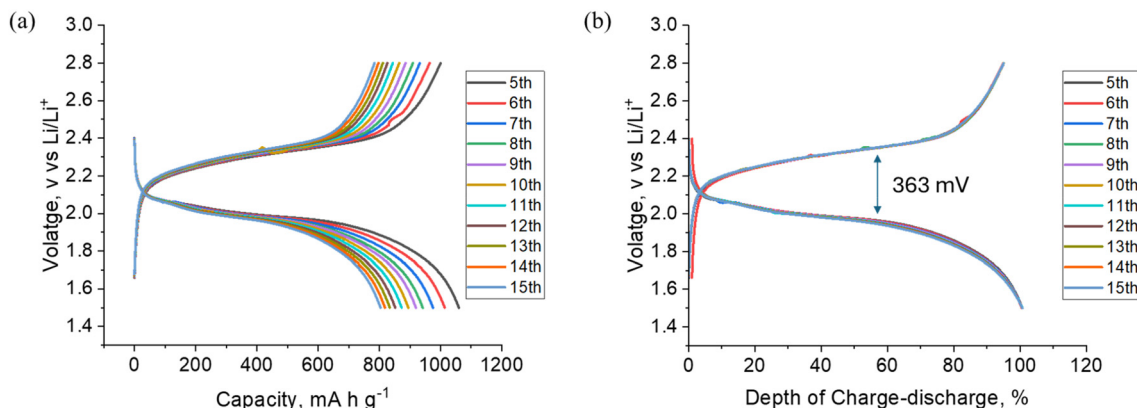 (a)
3.0
2.8
2.6
2.4
2.2
2.0
1.8
1.6
1.4
Volatge, v vs Li/Li⁺
0 200 400 600 800 1000 1200
Capacity, mA h g⁻¹
5th
6th
7th
8th
9th
10th
11th
12th
13th
14th
15th
(b)
3.0
2.8
2.6
2.4
2.2
2.0
1.8
1.6
1.4
Volatge, v vs Li/Li⁺
363 mV
0 20 40 60 80 100 120
Depth of Charge-discharge, %
5th
6th
7th
8th
9th
10th
11th
12th
13th
14th
15th